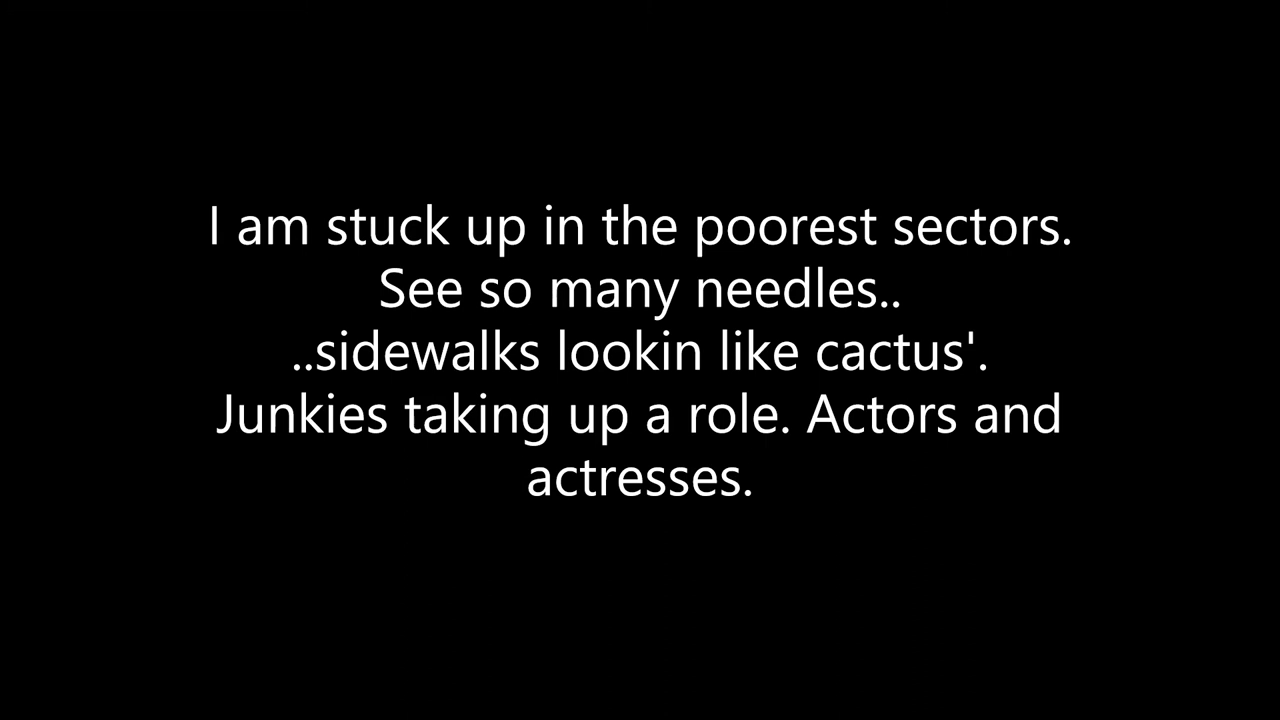 I am stuck up in the poorest sectors.
See so many needles..
..sidewalks lookin like cactus'.
Junkies taking up a role. Actors and
actresses.